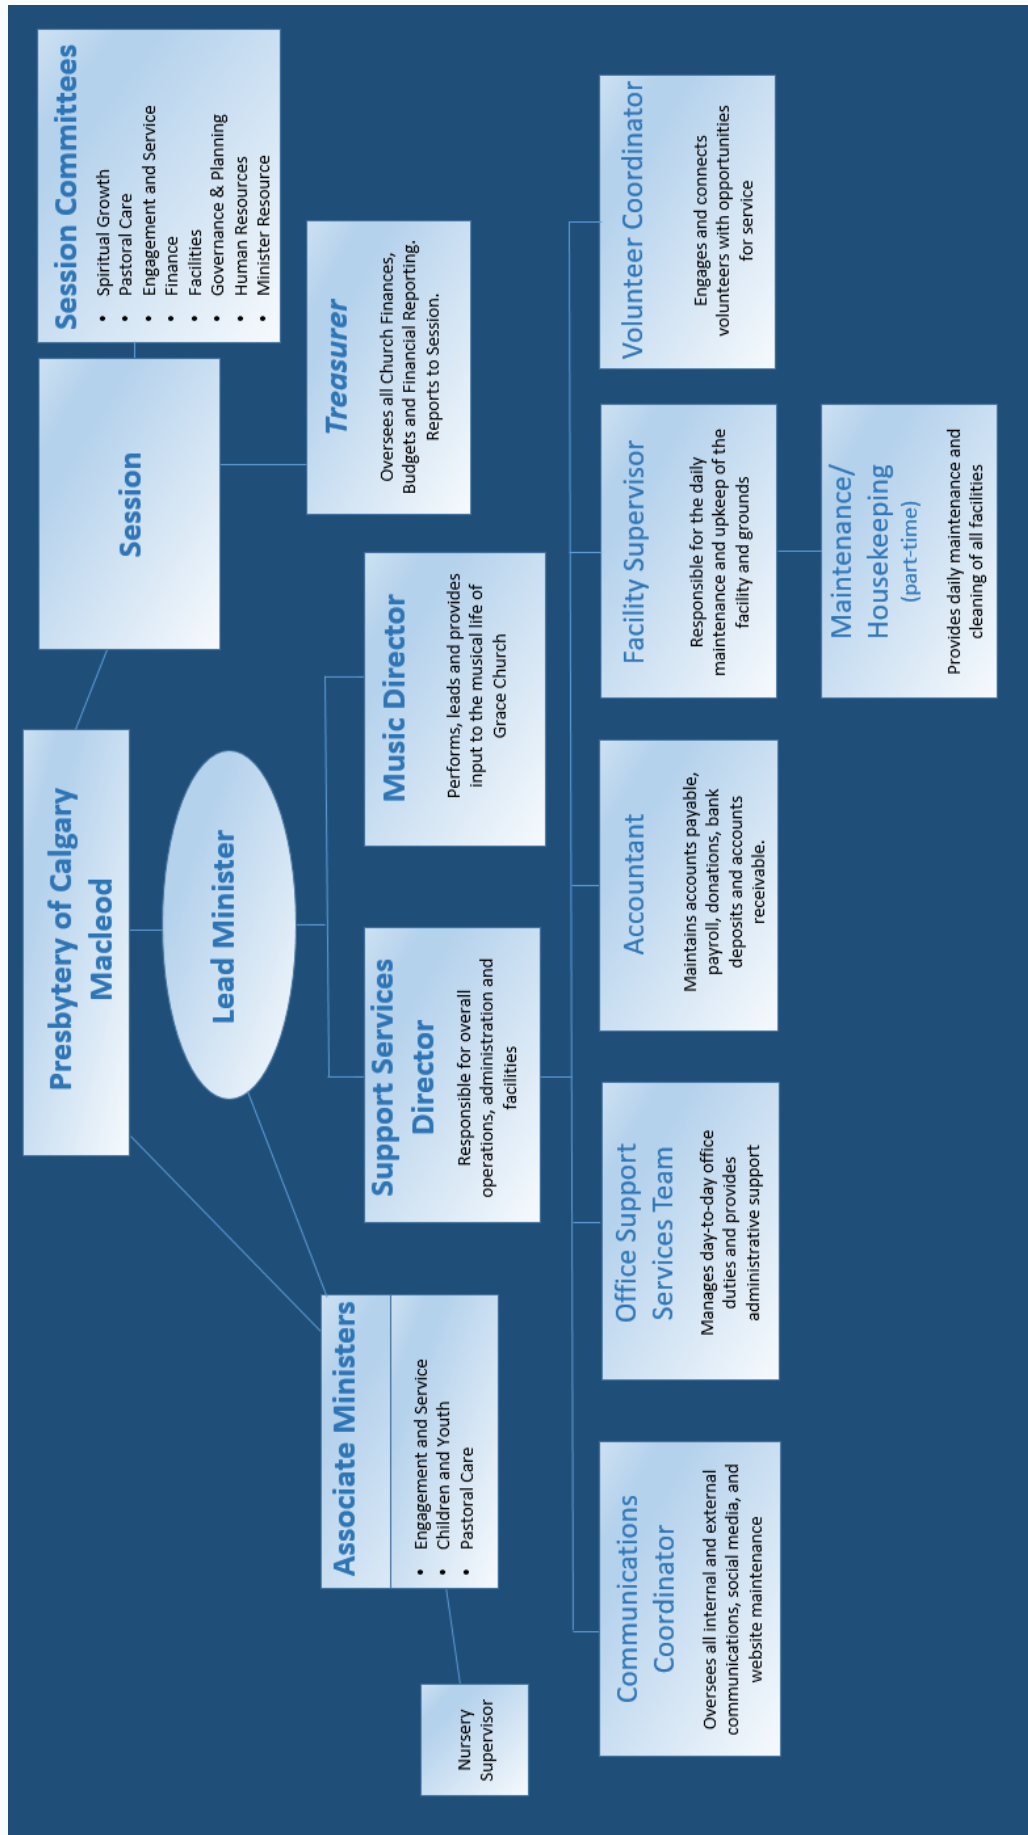 Presbytery of Calgary
Macleod
Session
Session Committees
• Spiritual Growth
• Pastoral Care
• Engagement and Service
• Finance
• Facilities
• Governance & Planning
• Human Resources
• Minister Resource
Lead Minister
Treasurer
Oversees all Church Finances,
Budgets and Financial Reporting.
Reports to Session.
Associate Ministers
• Engagement and Service
• Children and Youth
• Pastoral Care
Support Services
Director
Responsible for overall
operations, administration and
facilities
Music Director
Performs, leads and provides
input to the musical life of
Grace Church
Nursery
Supervisor
Communications
Coordinator
Oversees all internal and external
communications, social media, and
website maintenance
Office Support
Services Team
Manages day-to-day office
duties and provides
administrative support
Accountant
Maintains accounts payable,
payroll, donations, bank
deposits and accounts
receivable.
Facility Supervisor
Responsible for the daily
maintenance and upkeep of the
facility and grounds
Volunteer Coordinator
Engages and connects
volunteers with opportunities
for service
Maintenance/
Housekeeping
(part-time)
Provides daily maintenance and
cleaning of all facilities